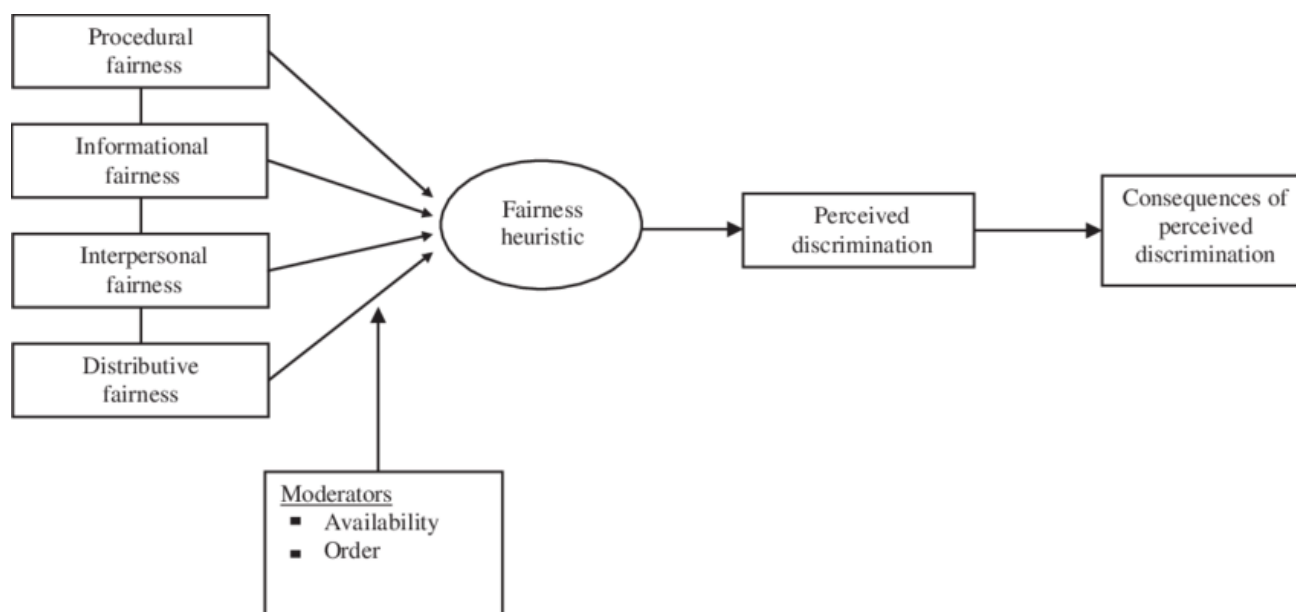 Procedural
fairness
Informational
fairness
Interpersonal
fairness
Distributive
fairness
Fairness
heuristic
Perceived
discrimination
Consequences of
perceived
discrimination
Moderators
▪ Availability
▪ Order